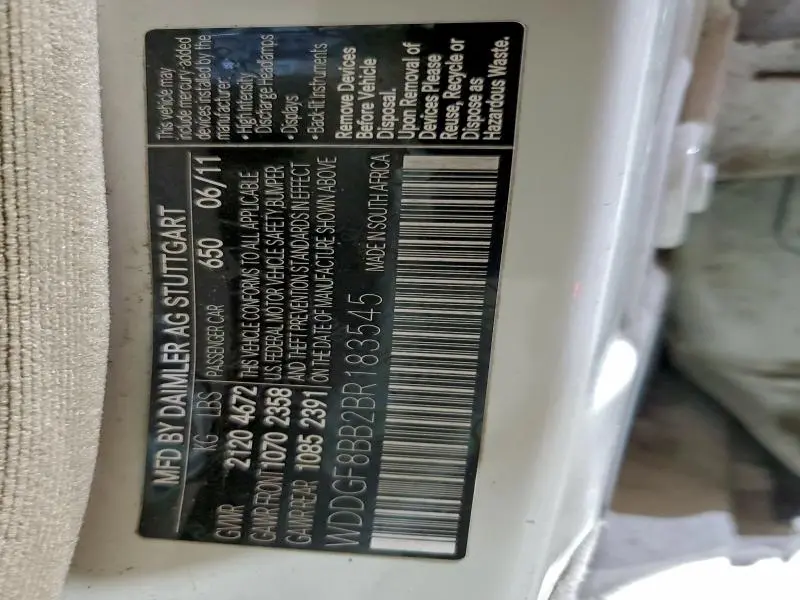 MFD BY DAIMLER AG STUTTGART
KG LBS PASSENGER CAR 650 06/11
GVWR 2120 4672 THIS VEHICLE CONFORMS TO ALL APPLICABLE
GAWR FRONT 1070 2358 U.S. FEDERAL MOTOR VEHICLE SAFETY BUMPER
GAWR REAR 1085 2391 AND THEFT PREVENTION STANDARDS IN EFFECT
ON THE DATE OF MANUFACTURE SHOWN ABOVE
WDDGF8BB2BR183545 MADE IN SOUTH AFRICA
This vehicle may
include mercury-added
devices installed by the
manufacturer:
• High Intensity
Discharge Headlamps
• Displays
• Back-lit instruments
Remove Devices
Before Vehicle
Disposal.
Upon Removal of
Devices Please
Reuse, Recycle or
Dispose as
Hazardous Waste.